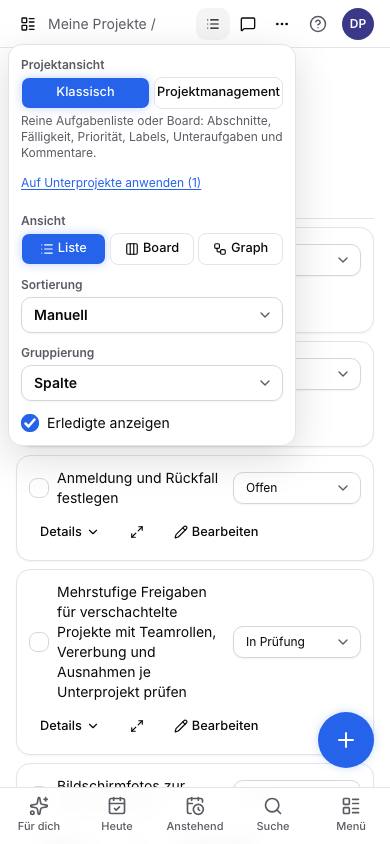 Meine Projekte /
DP
Projektansicht
Klassisch
Projektmanagement
Reine Aufgabenliste oder Board: Abschnitte,
Fälligkeit, Priorität, Labels, Unteraufgaben und
Kommentare.
Auf Unterprojekte anwenden (1)
Ansicht
Liste
Board
Graph
Sortierung
Manuell
Gruppierung
Spalte
Erledigte anzeigen
Anmeldung und Rückfall
festlegen
Offen
Details
Bearbeiten
Mehrstufige Freigaben
für verschachtelte
Projekte mit Teamrollen,
Vererbung und
Ausnahmen je
Unterprojekt prüfen
In Prüfung
Details
Bearbeiten
Bildschirmfotos zur
Für dich
Heute
Anstehend
Suche
Menü